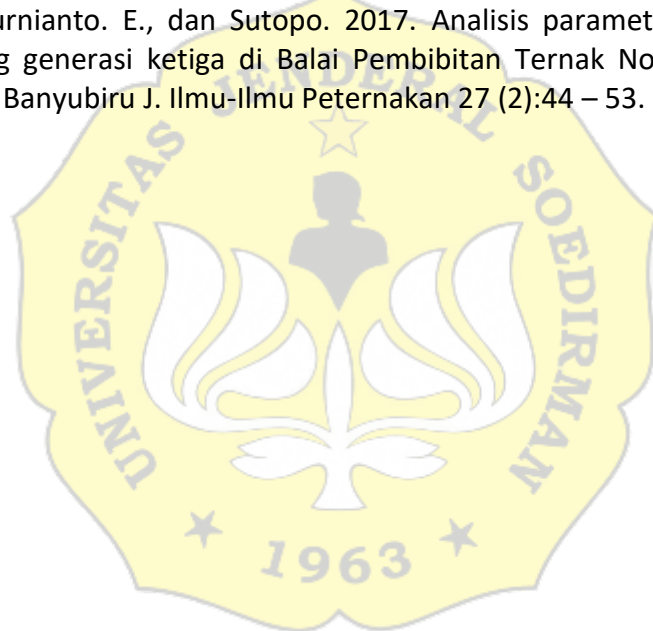 urnianto. E., dan Sutopo. 2017. Analisis paramet
g generasi ketiga di Balai Pembibitan Ternak No
Banyubiru J. Ilmu-Ilmu Peternakan 27 (2):44 – 53.
UNIVERSITAS JENDERAL SOEDIRMAN
1963